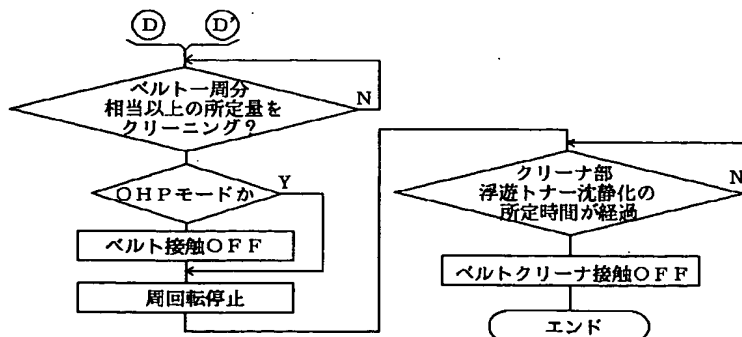 D
D'
ベルト一周分
相当以上の所定量を
クリーニング?
N
OHPモードか
Y
ベルト接触OFF
周回転停止
クリーナ部
浮遊トナー沈静化の
所定時間が経過
N
ベルトクリーナ接触OFF
エンド